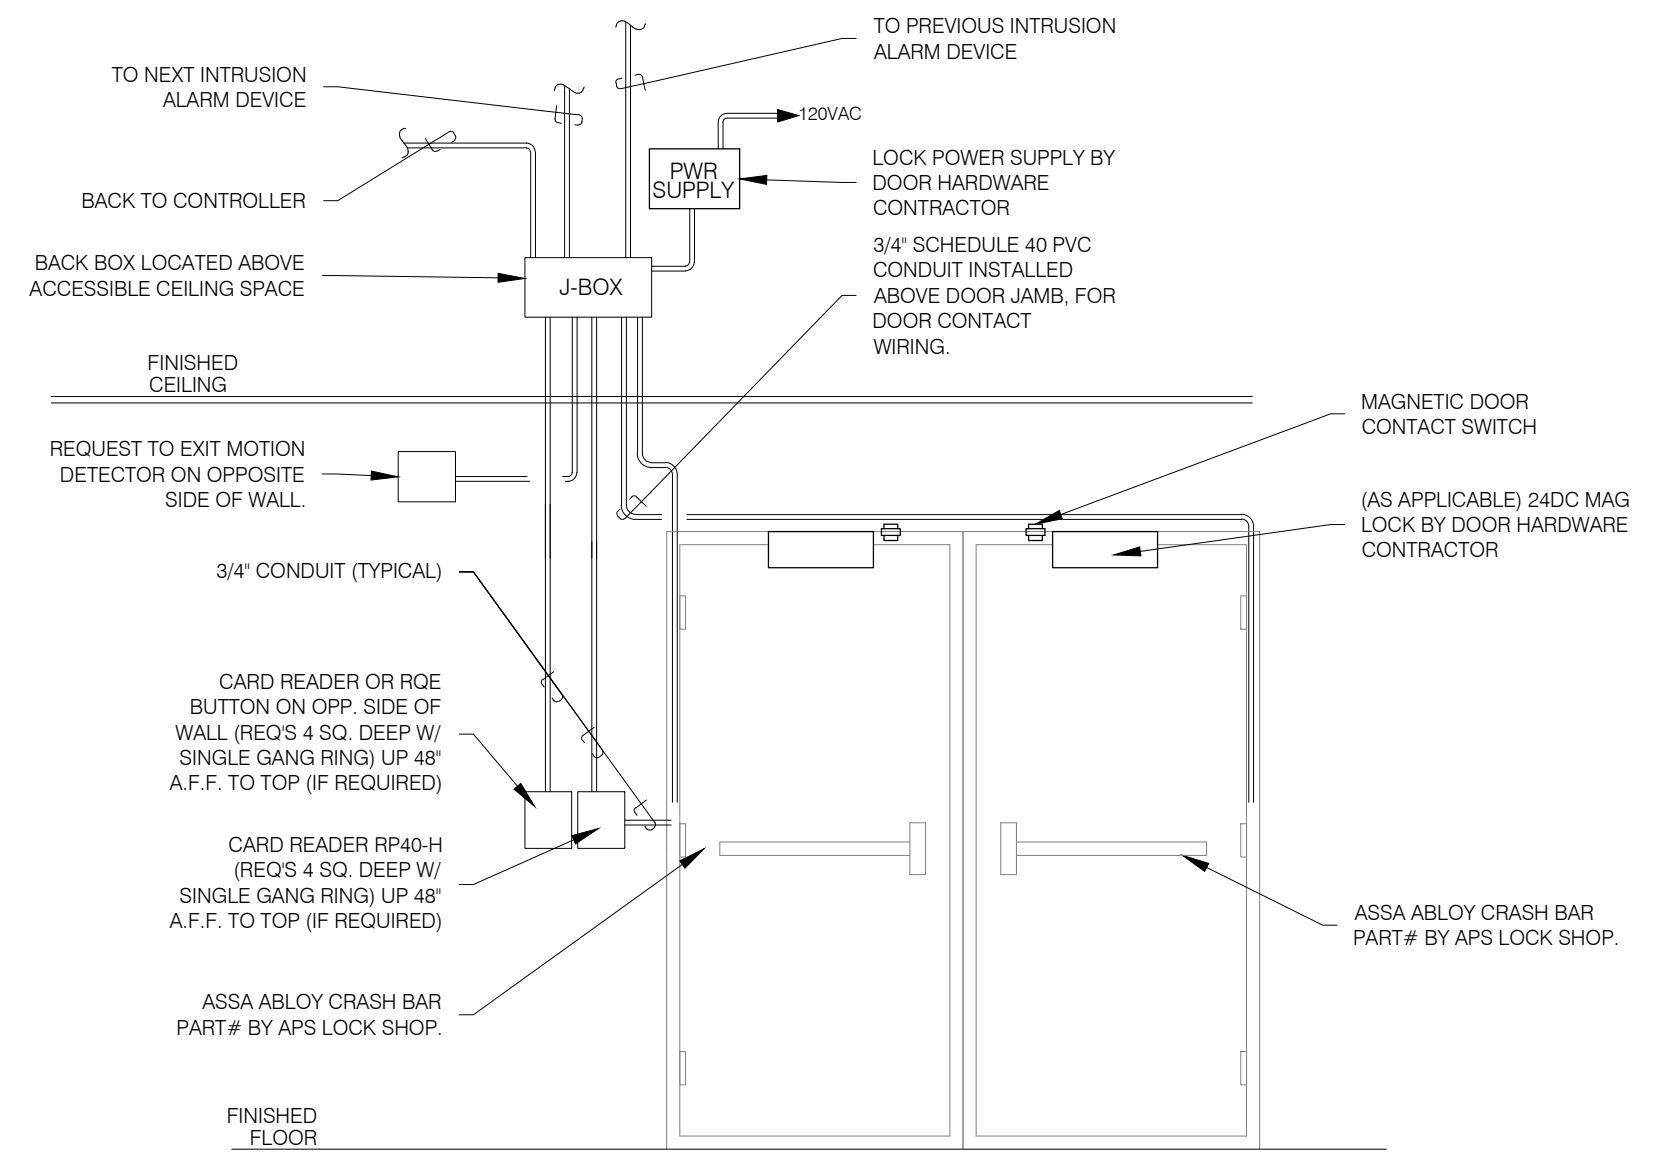 TO PREVIOUS INTRUSION
ALARM DEVICE
TO NEXT INTRUSION
ALARM DEVICE
120VAC
PWR
SUPPLY
LOCK POWER SUPPLY BY
DOOR HARDWARE
CONTRACTOR
BACK TO CONTROLLER
3/4" SCHEDULE 40 PVC
CONDUIT INSTALLED
ABOVE DOOR JAMB, FOR
DOOR CONTACT
WIRING.
BACK BOX LOCATED ABOVE
ACCESSIBLE CEILING SPACE
J-BOX
FINISHED
CEILING
MAGNETIC DOOR
CONTACT SWITCH
REQUEST TO EXIT MOTION
DETECTOR ON OPPOSITE
SIDE OF WALL.
(AS APPLICABLE) 24DC MAG
LOCK BY DOOR HARDWARE
CONTRACTOR
3/4" CONDUIT (TYPICAL)
CARD READER OR RQE
BUTTON ON OPP. SIDE OF
WALL (REQ'S 4 SQ. DEEP W/
SINGLE GANG RING) UP 48"
A.F.F. TO TOP (IF REQUIRED)
CARD READER RP40-H
(REQ'S 4 SQ. DEEP W/
SINGLE GANG RING) UP 48"
A.F.F. TO TOP (IF REQUIRED)
ASSA ABLOY CRASH BAR
PART# BY APS LOCK SHOP.
ASSA ABLOY CRASH BAR
PART# BY APS LOCK SHOP.
FINISHED
FLOOR